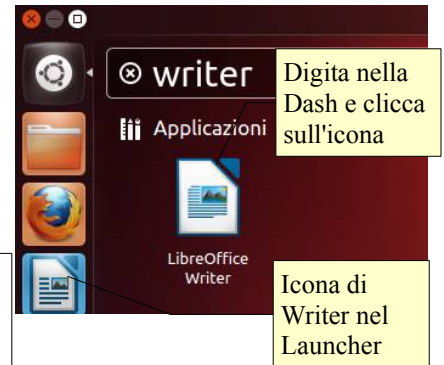 writer
Digita nella
Dash e clicca
sull'icona
Applicazioni
LibreOffice
Writer
Icona di
Writer nel
Launcher